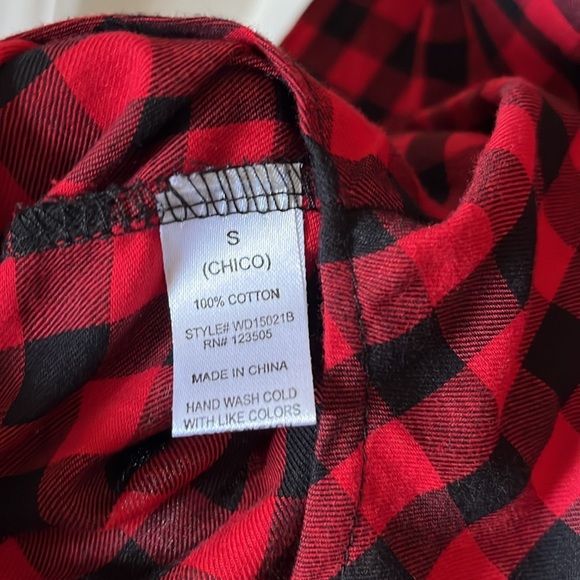 S
(CHICO)
100% COTTON
STYLE# WD15021B
RN# 123505
MADE IN CHINA
HAND WASH COLD
WITH LIKE COLORS